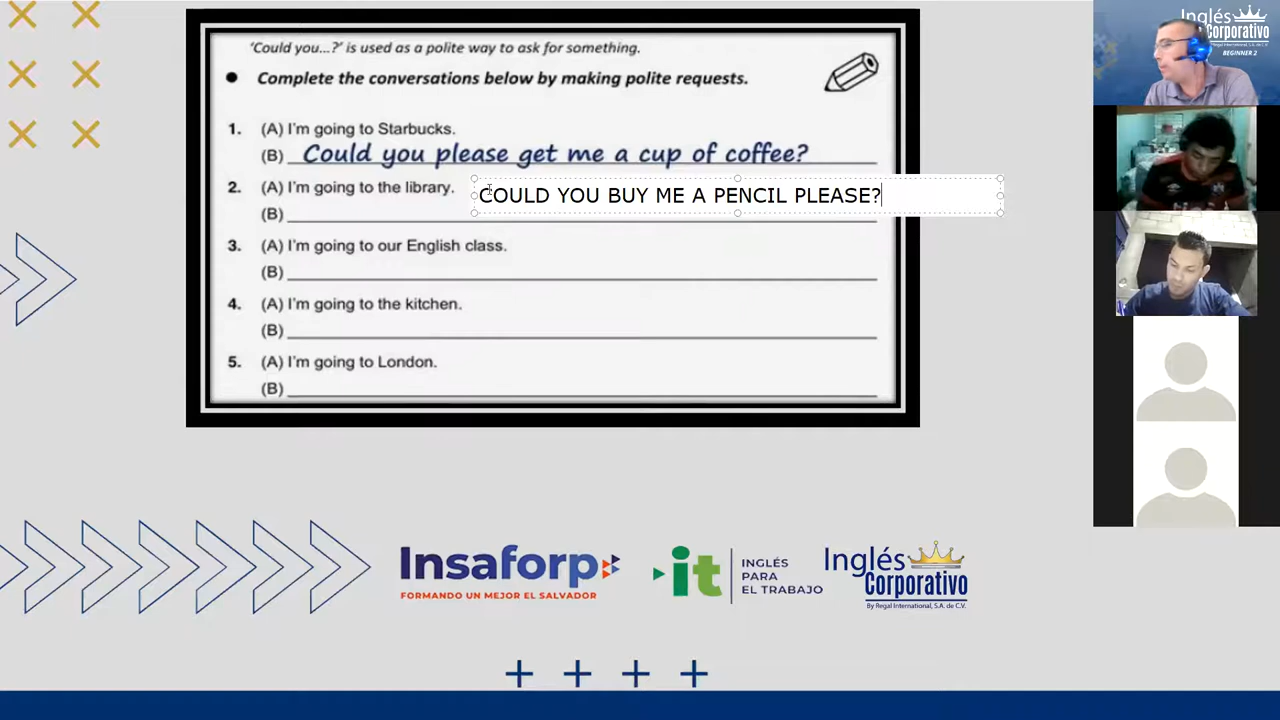 'Could you...?' is used as a polite way to ask for something.
● Complete the conversations below by making polite requests.
1. (A) I'm going to Starbucks.
(B) Could you please get me a cup of coffee?
2. (A) I'm going to the library.
COULD YOU BUY ME A PENCIL PLEASE?
(B)
3. (A) I'm going to our English class.
(B)
4. (A) I'm going to the kitchen.
(B)
5. (A) I'm going to London.
(B)
Inglés
Corporativo
By Regal International, S.A. de C.V.
BEGINNER 2
Insaforp
FORMANDO UN MEJOR EL SALVADOR
it
INGLÉS
PARA
EL TRABAJO
Inglés
Corporativo
By Regal International, S.A. de C.V.